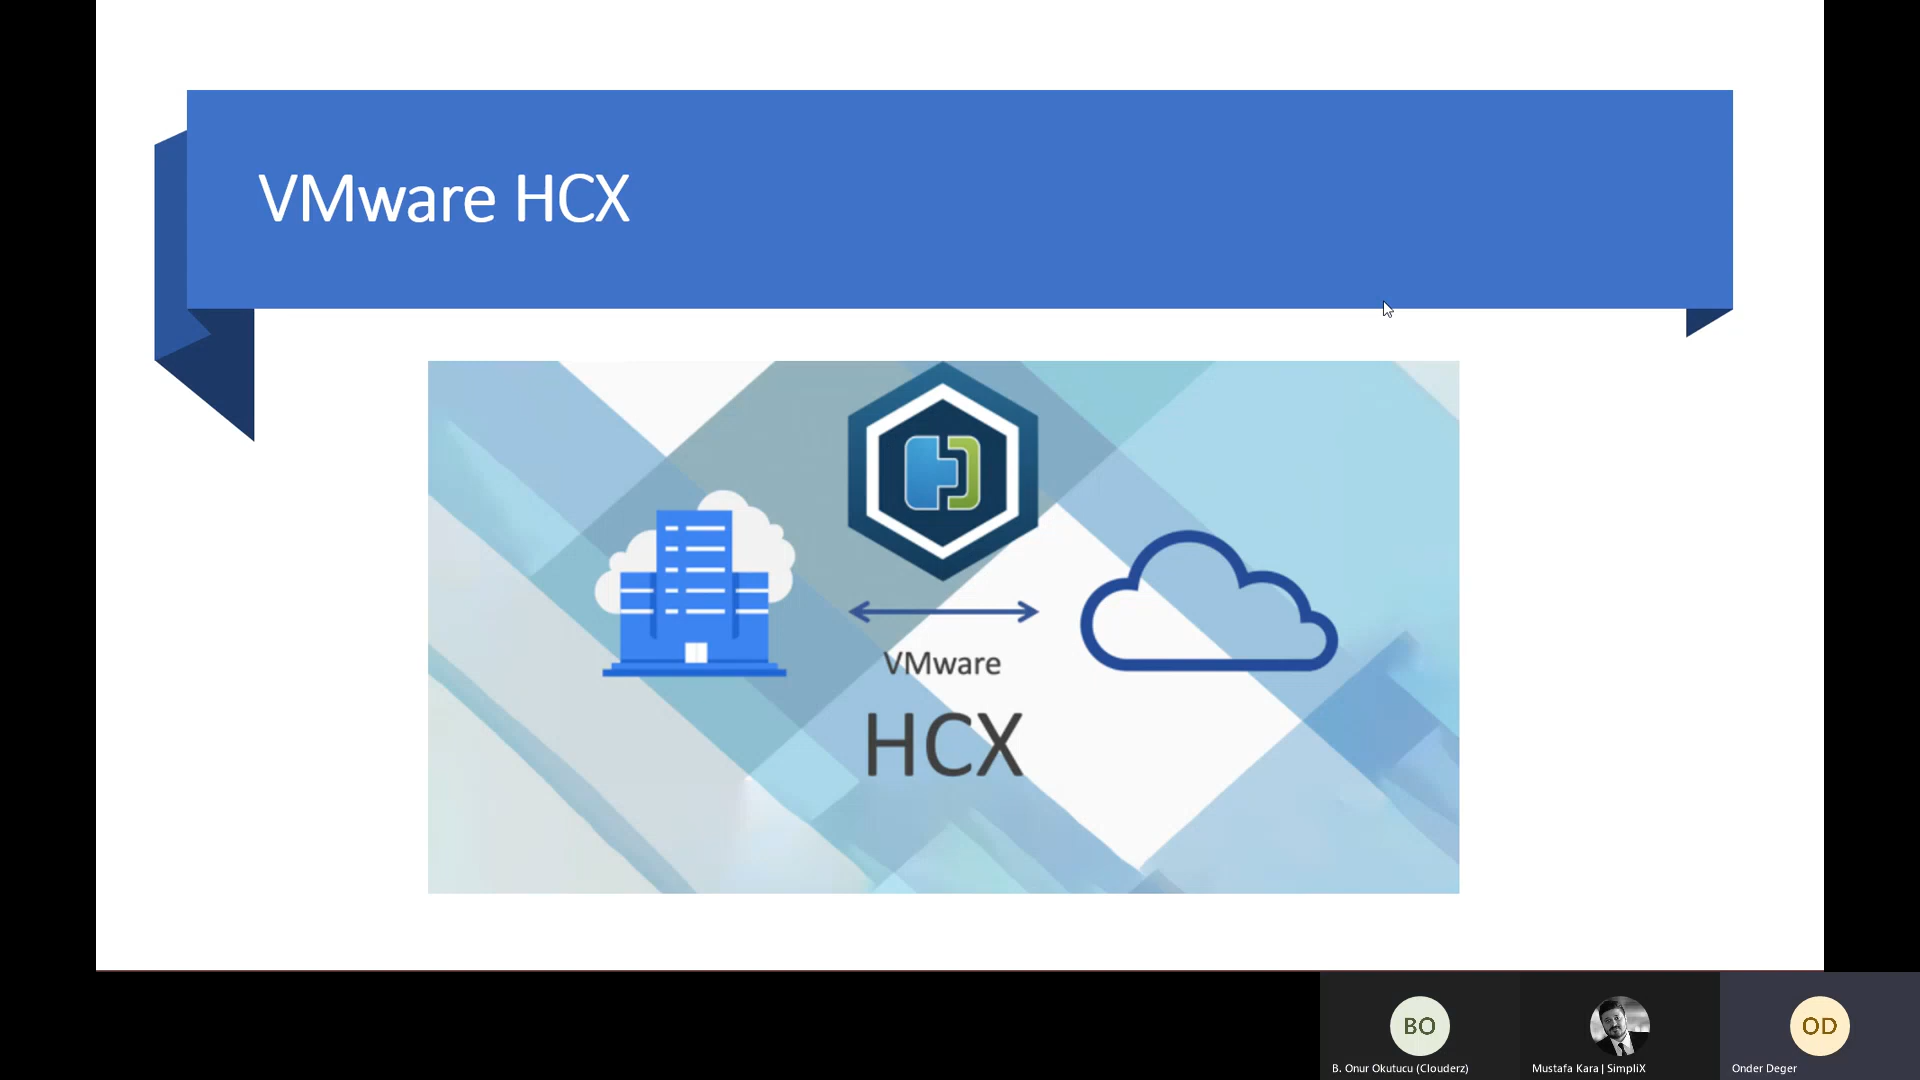 VMware HCX
VMware
HCX
BO
OD
B. Onur Okutucu (Clouderz)
Mustafa Kara | SimpliX
Onder Deger